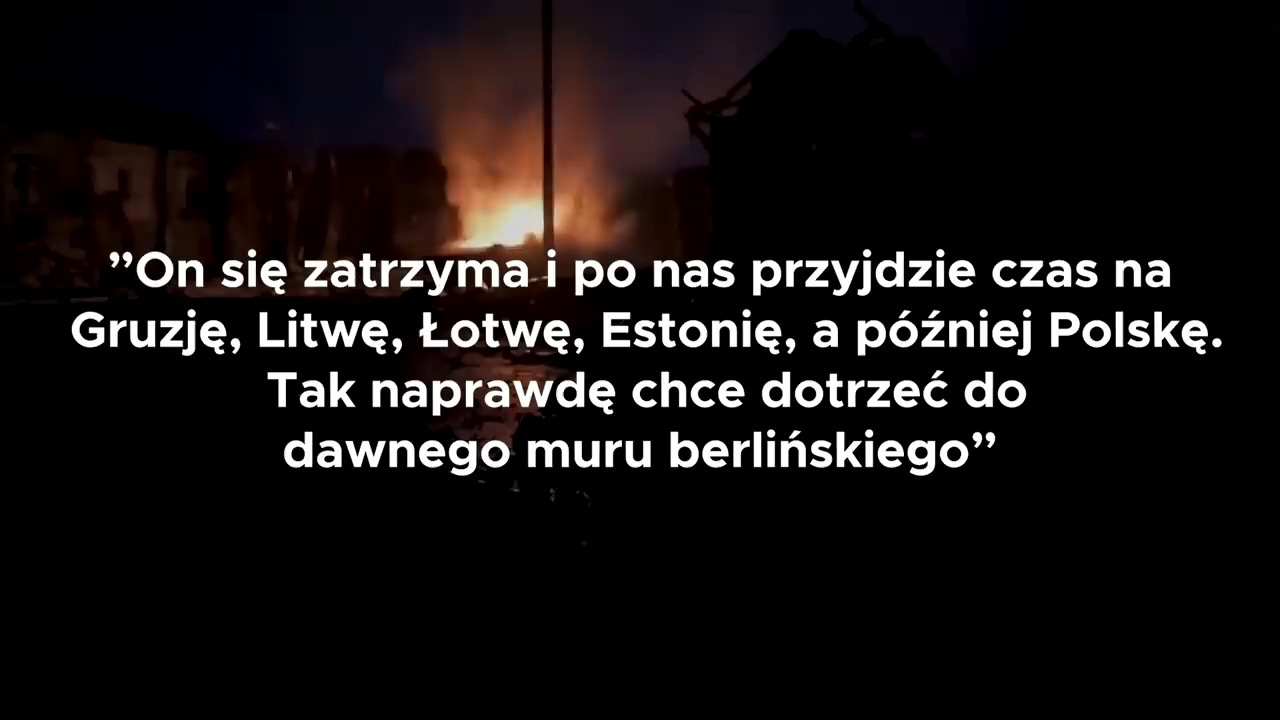 ”On się zatrzyma i po nas przyjdzie czas na
Gruzję, Litwę, Łotwę, Estonię, a później Polskę.
Tak naprawdę chce dotrzeć do
dawnego muru berlińskiego”